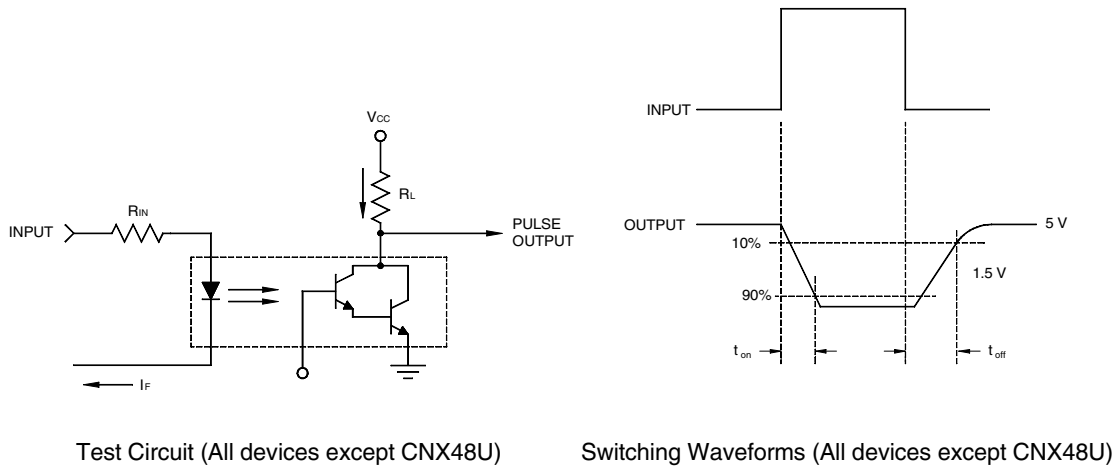 VCC
RL
RIN
INPUT
PULSE
OUTPUT
IF
Test Circuit (All devices except CNX48U)
INPUT
OUTPUT
5 V
10%
1.5 V
90%
ton
toff
Switching Waveforms (All devices except CNX48U)